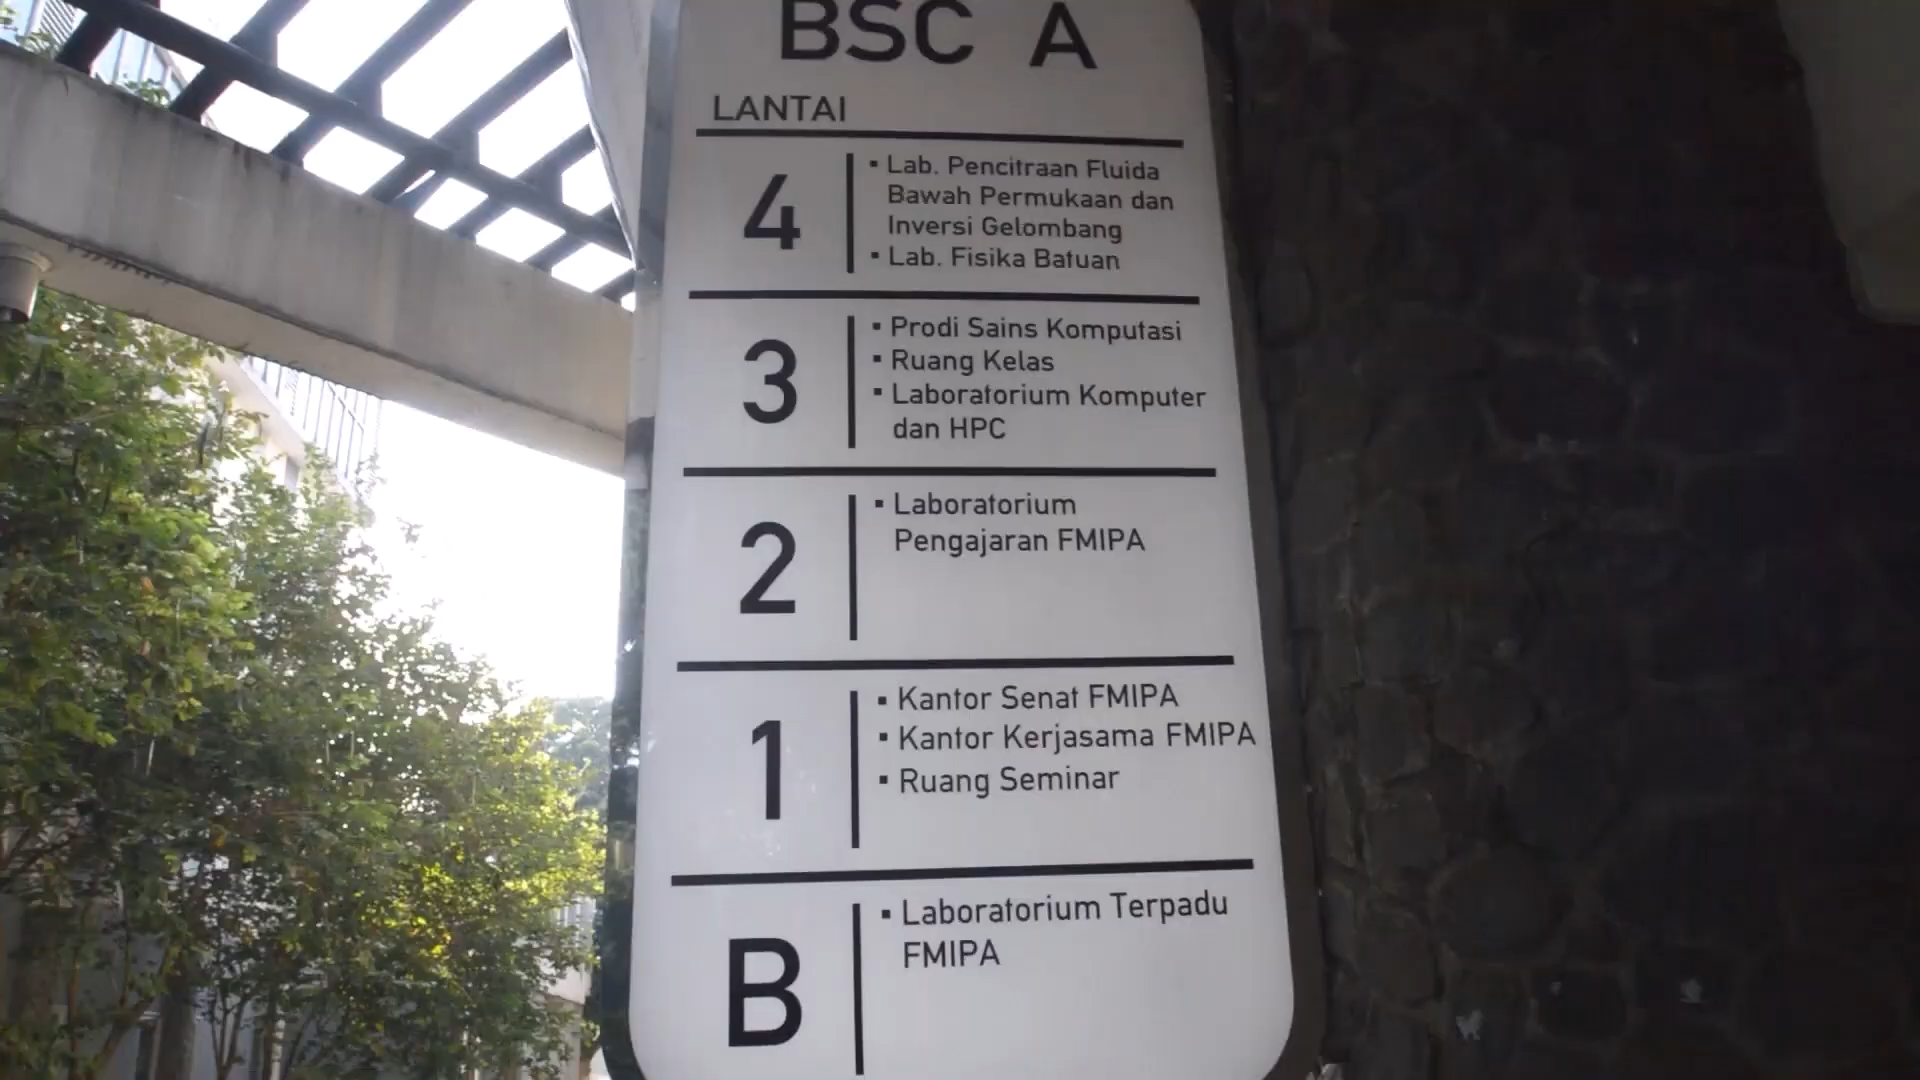 BSC A
LANTAI
4
▪ Lab. Pencitraan Fluida
Bawah Permukaan dan
Inversi Gelombang
▪ Lab. Fisika Batuan
3
▪ Prodi Sains Komputasi
▪ Ruang Kelas
▪ Laboratorium Komputer
dan HPC
2
▪ Laboratorium
Pengajaran FMIPA
1
▪ Kantor Senat FMIPA
▪ Kantor Kerjasama FMIPA
▪ Ruang Seminar
B
▪ Laboratorium Terpadu
FMIPA